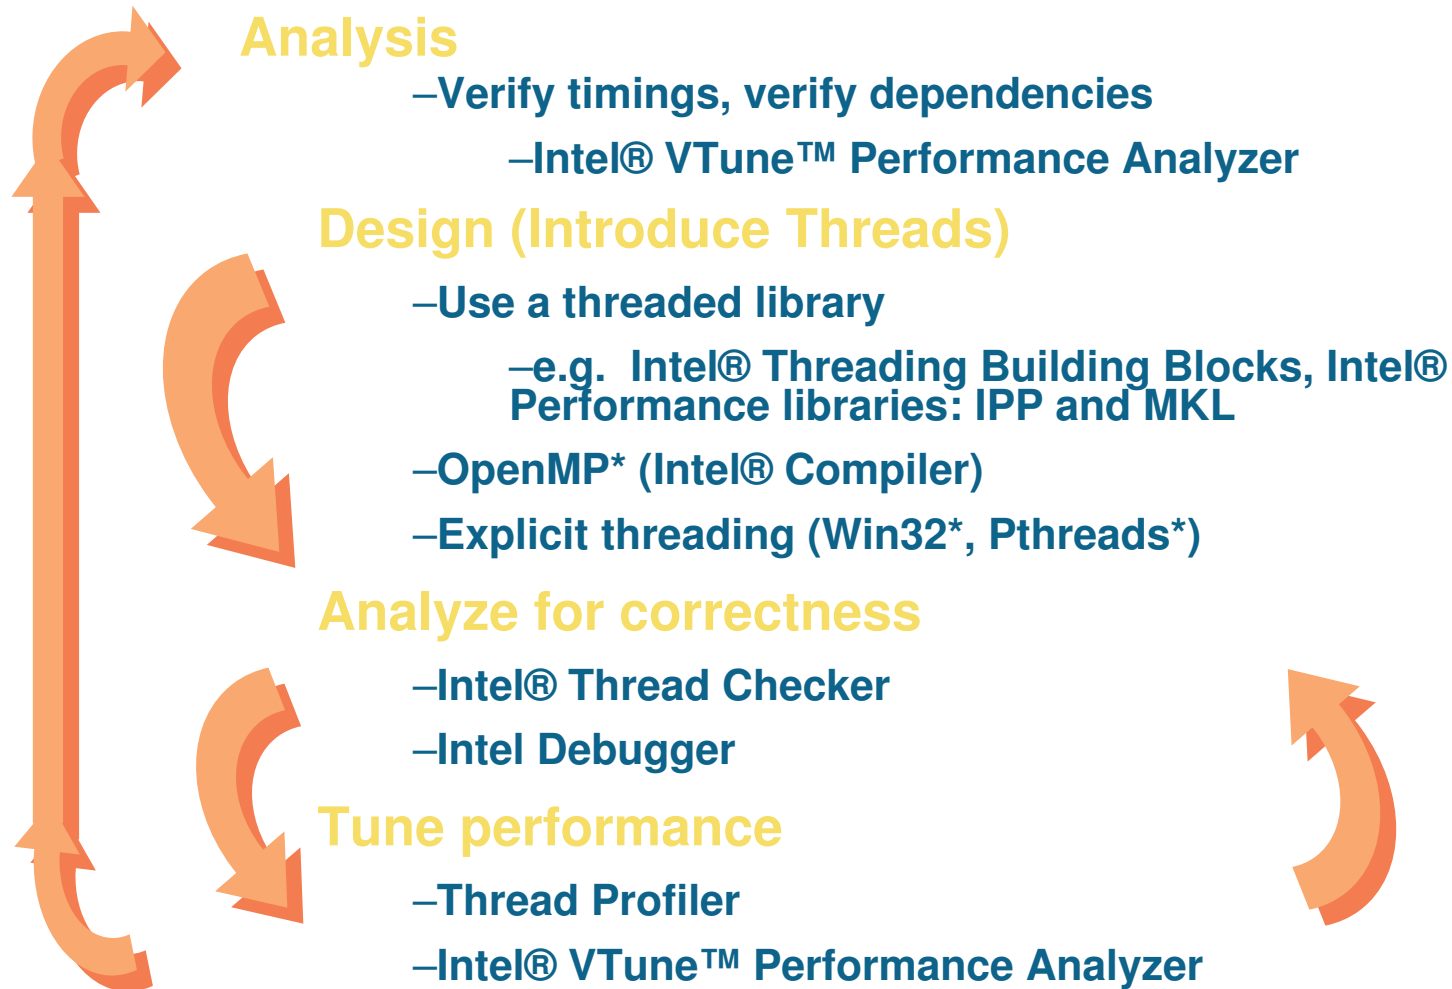 Analysis
–Verify timings, verify dependencies
–Intel® VTune™ Performance Analyzer
Design (Introduce Threads)
–Use a threaded library
–e.g.  Intel® Threading Building Blocks, Intel®
Performance libraries: IPP and MKL
–OpenMP* (Intel® Compiler)
–Explicit threading (Win32*, Pthreads*)
Analyze for correctness
–Intel® Thread Checker
–Intel Debugger
Tune performance
–Thread Profiler
–Intel® VTune™ Performance Analyzer